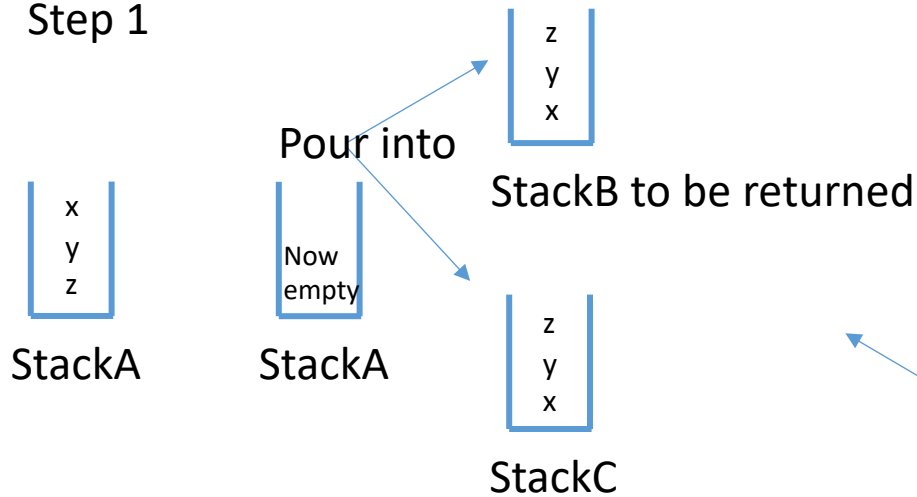 Step 1
z
y
x
Pour into
StackB to be returned
x
y
z
Now
empty
StackA
StackA
z
y
x
StackC